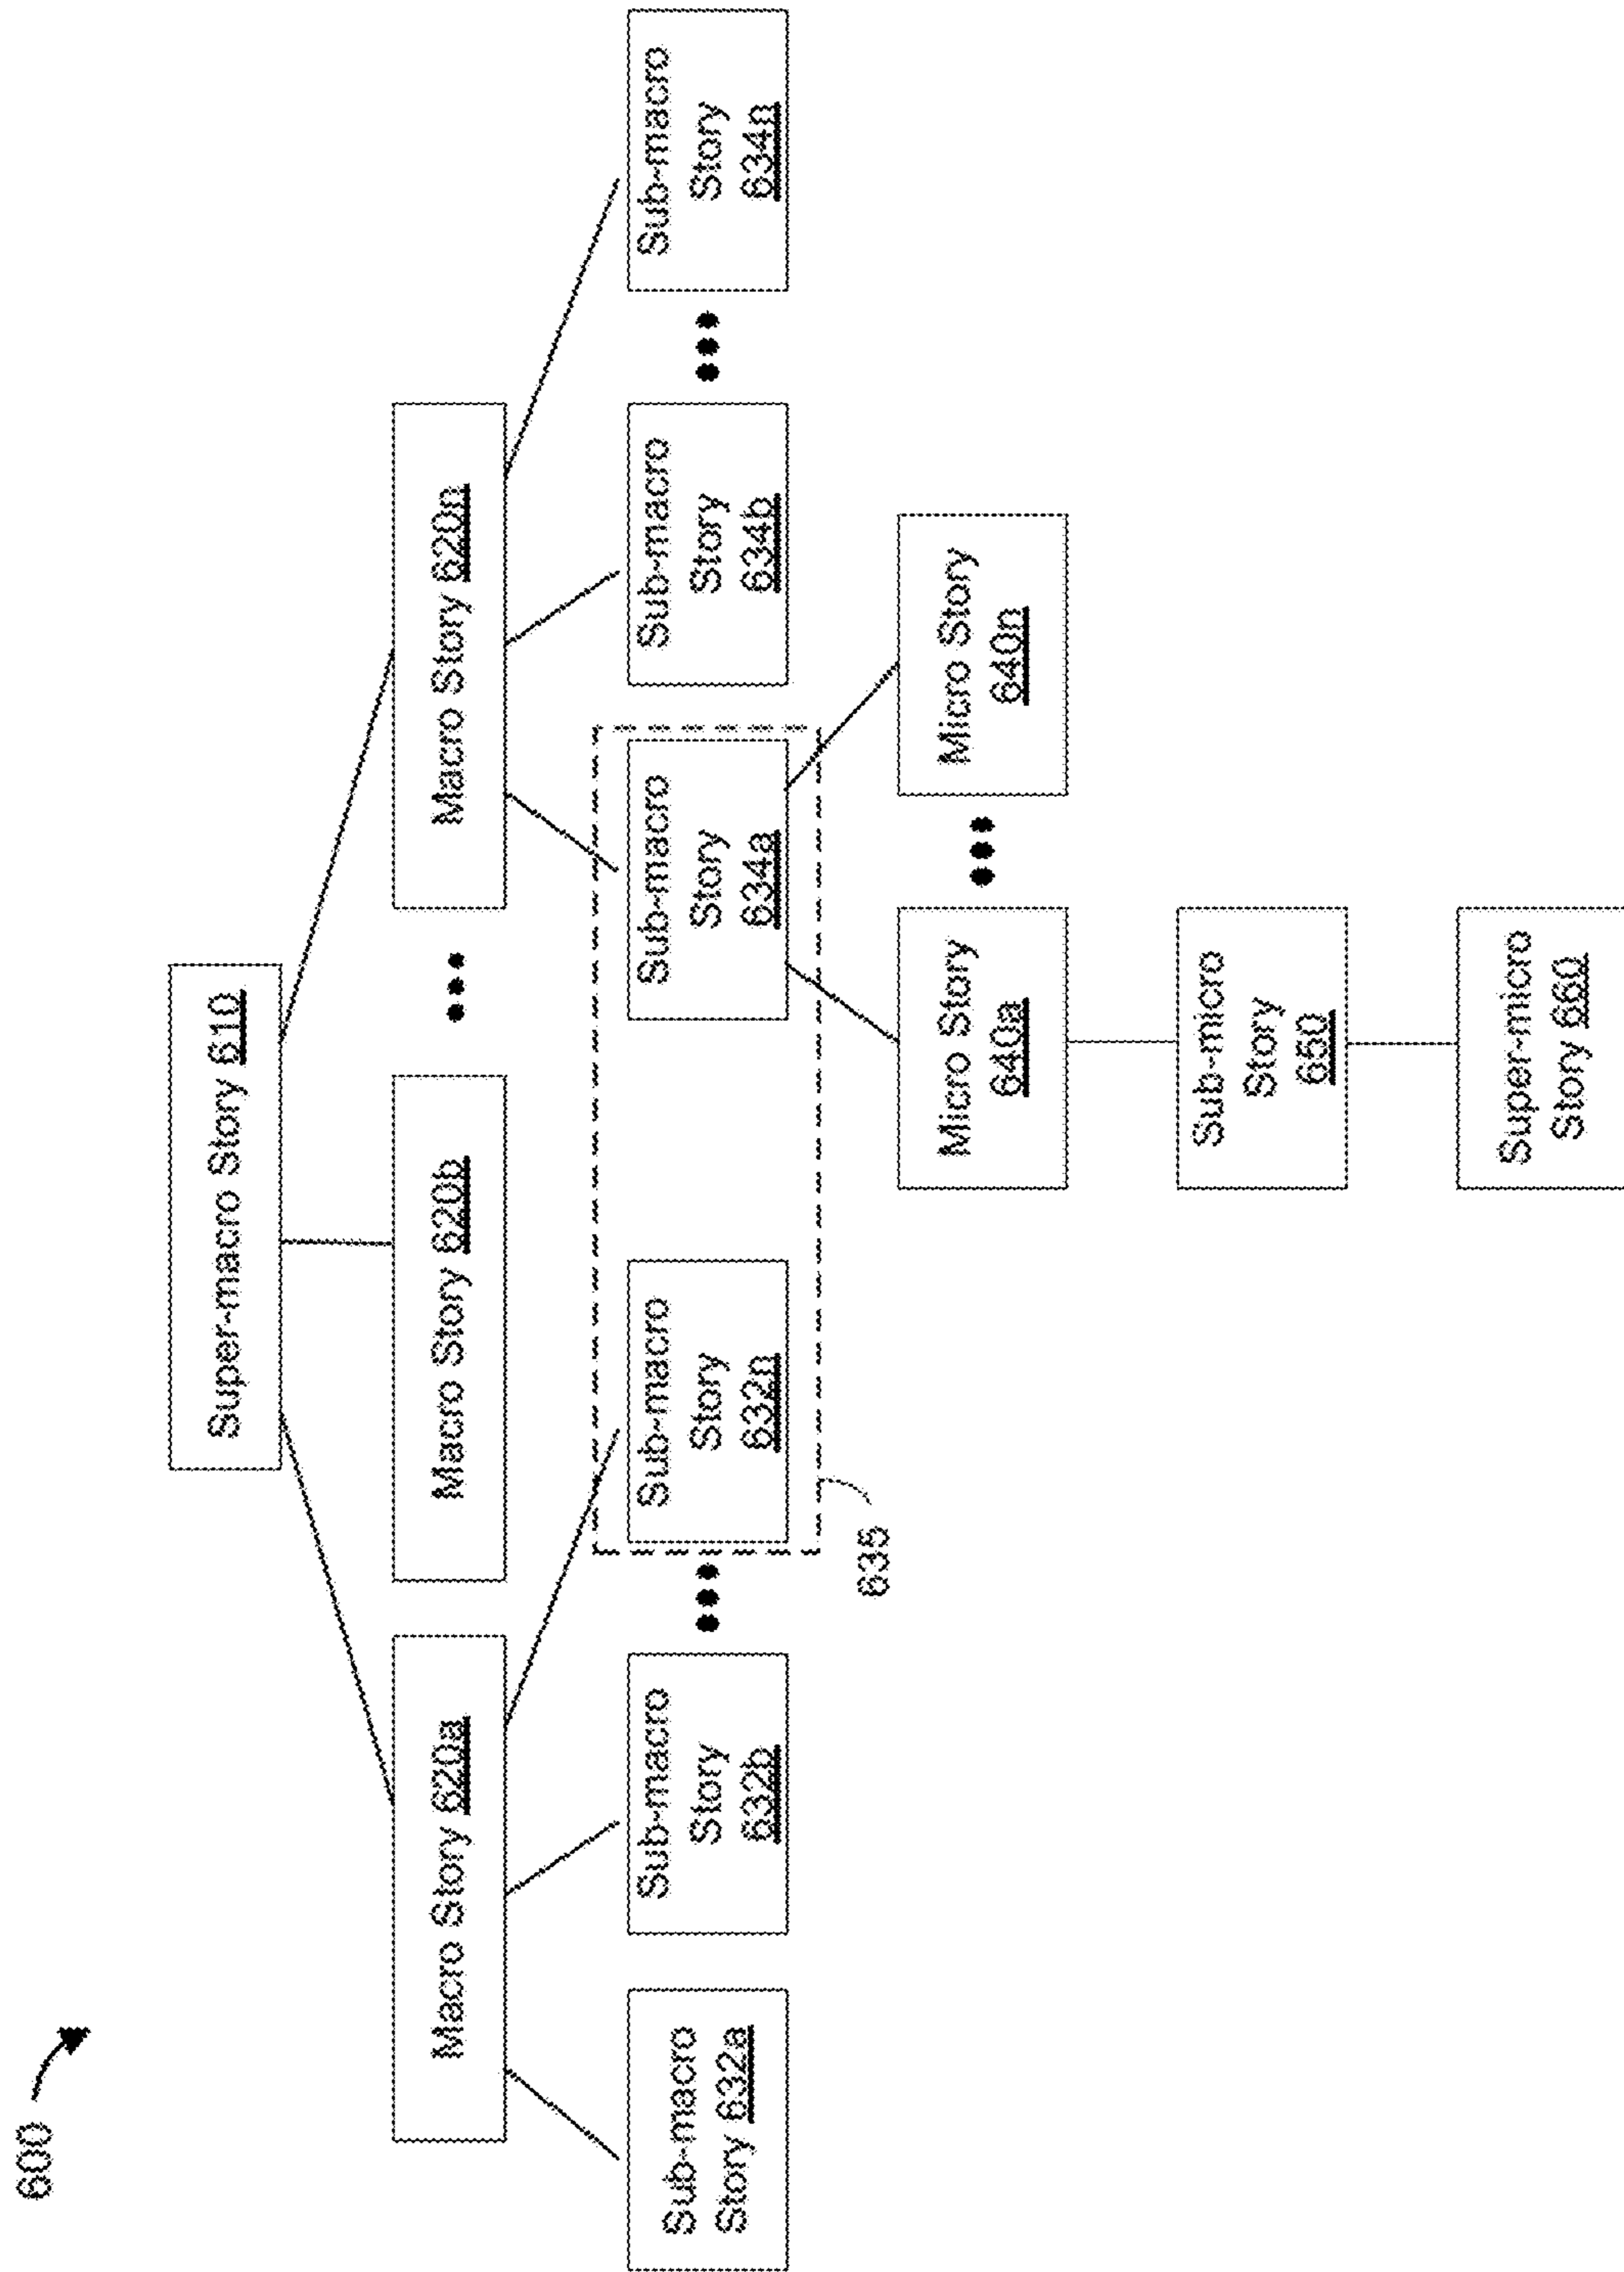 600
Super-macro Story 610
Macro Story 620a
Macro Story 620b
Macro Story 620n
Sub-macro
Story 632a
Sub-macro
Story
632b
Sub-macro
Story
632n
Sub-macro
Story
634a
Sub-macro
Story
634b
Sub-macro
Story
634n
635
Micro Story
640a
Micro Story
640n
Sub-micro
Story
650
Super-micro
Story 660